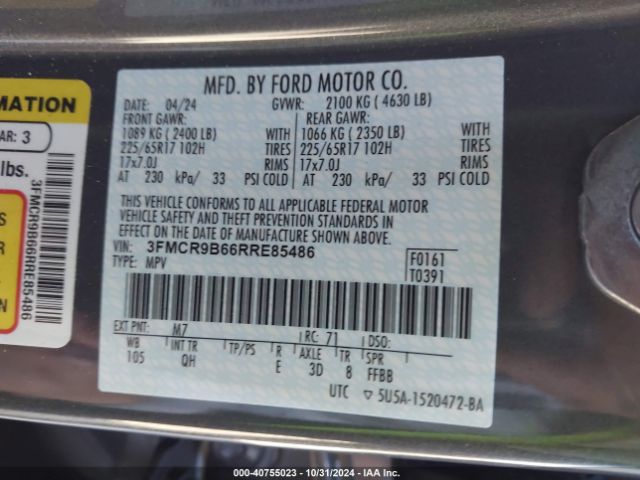 MFD. BY FORD MOTOR CO.
DATE: 04/24 GVWR: 2100 KG ( 4630 LB)
FRONT GAWR: REAR GAWR:
1089 KG ( 2400 LB) WITH 1066 KG ( 2350 LB) WITH
225/65R17 102H TIRES 225/65R17 102H TIRES
17x7.0J RIMS 17x7.0J RIMS
AT 230 kPa/ 33 PSI COLD AT 230 kPa/ 33 PSI COLD
THIS VEHICLE CONFORMS TO ALL APPLICABLE FEDERAL MOTOR
VEHICLE SAFETY AND THEFT PREVENTION STANDARDS IN
EFFECT ON THE DATE OF MANUFACTURE SHOWN ABOVE.
VIN: 3FMCR9B66RRE85486
TYPE: MPV
F0161
T0391
EXT PNT: M7 RC: 71 DSO:
WB INT TR TP/PS R AXLE TR SPR
105 QH E 3D 8 FFBB
UTC ▽ 5U5A-1520472-BA
RMATION
AR: 3
lbs.
3FMCR9B66RRE85486
S
000-40755023 - 10/31/2024 - IAA Inc.